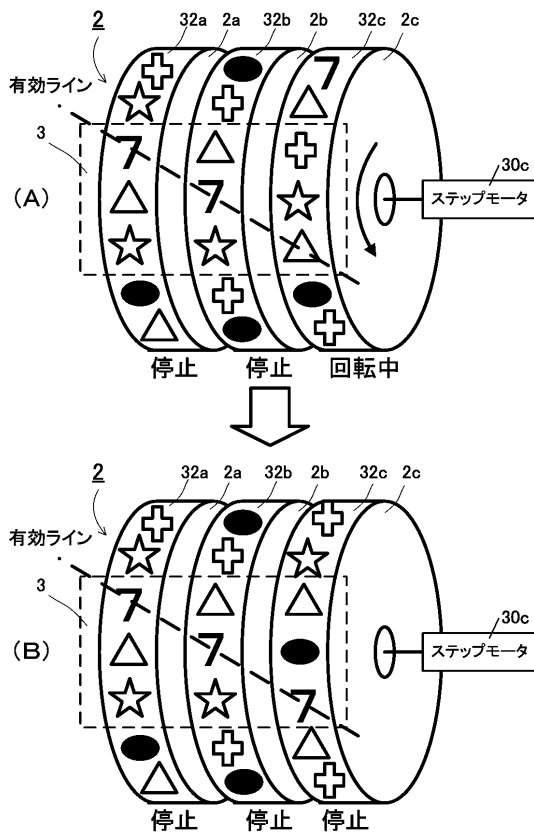 32a 2a 32b 2b 32c 2c
2
有効ライン
3
30c
(A)
ステップモータ
停止 停止 回転中
32a 2a 32b 2b 32c 2c
2
有効ライン
3
30c
(B)
ステップモータ
停止 停止 停止